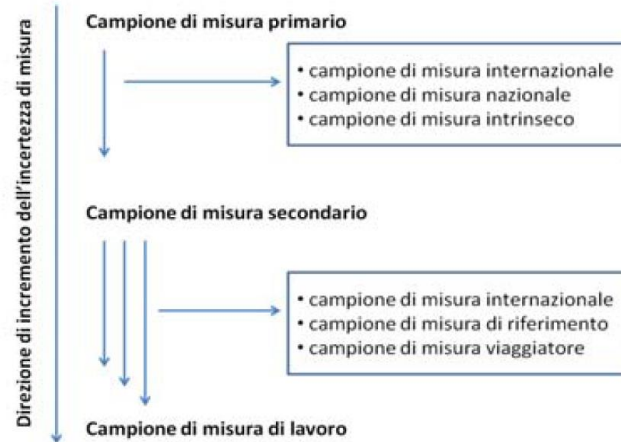 Direzione di incremento dell'incertezza di misura
Campione di misura primario
• campione di misura internazionale
• campione di misura nazionale
• campione di misura intrinseco
Campione di misura secondario
• campione di misura internazionale
• campione di misura di riferimento
• campione di misura viaggiatore
Campione di misura di lavoro